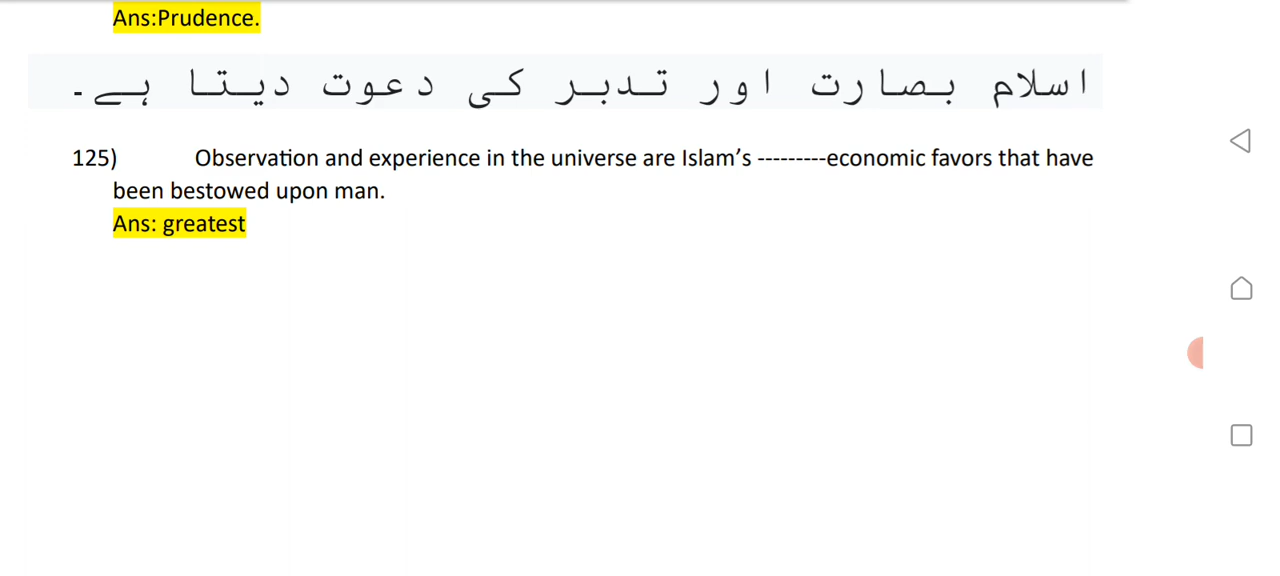 Ans:Prudence.
اسلام بصارت اور تدبر کی دعوت دیتا ہے۔
125) Observation and experience in the universe are Islam’s ---------economic favors that have
been bestowed upon man.
Ans: greatest